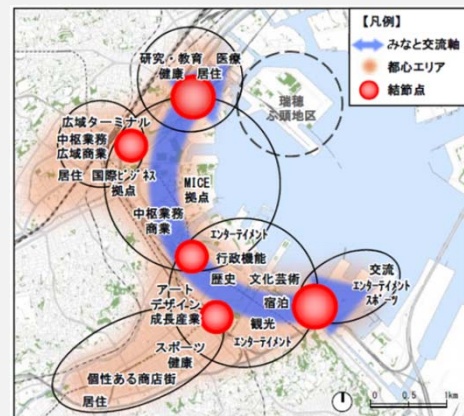 【凡例】
みなと交流軸
都心エリア
結節点
研究・教育 医療
健康 居住
瑞穂
ふ頭地区
広域ターミナル
中枢業務
広域商業
居住 国際ビジネス
拠点
MICE
拠点
中枢業務
商業
エンターテイメント
行政機能
歴史 文化芸術
交流
エンターテイメント
スポーツ
宿泊
アート
デザイン
成長産業
観光
エンターテイメント
スポーツ
健康
個性ある商店街
居住
0 0.5 1km